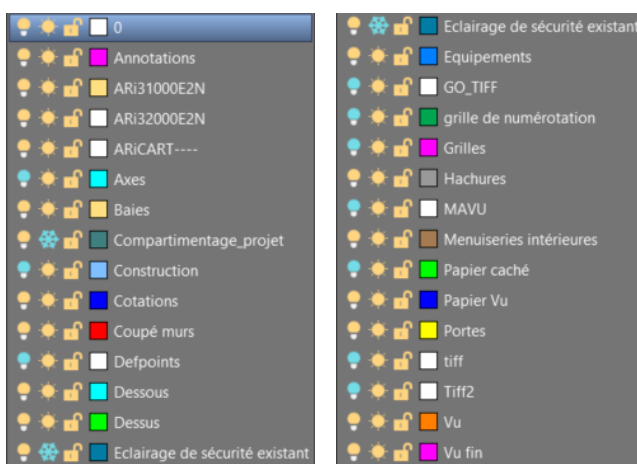 0
Annotations
ARi31000E2N
ARi32000E2N
ARiCART----
Axes
Baies
Compartimentage_projet
Construction
Cotations
Coupé murs
Defpoints
Dessous
Dessus
Eclairage de sécurité existant
Eclairage de sécurité existant
Equipements
GO_TIFF
grille de numérotation
Grilles
Hachures
MAVU
Menuiseries intérieures
Papier caché
Papier Vu
Portes
tiff
Tiff2
Vu
Vu fin